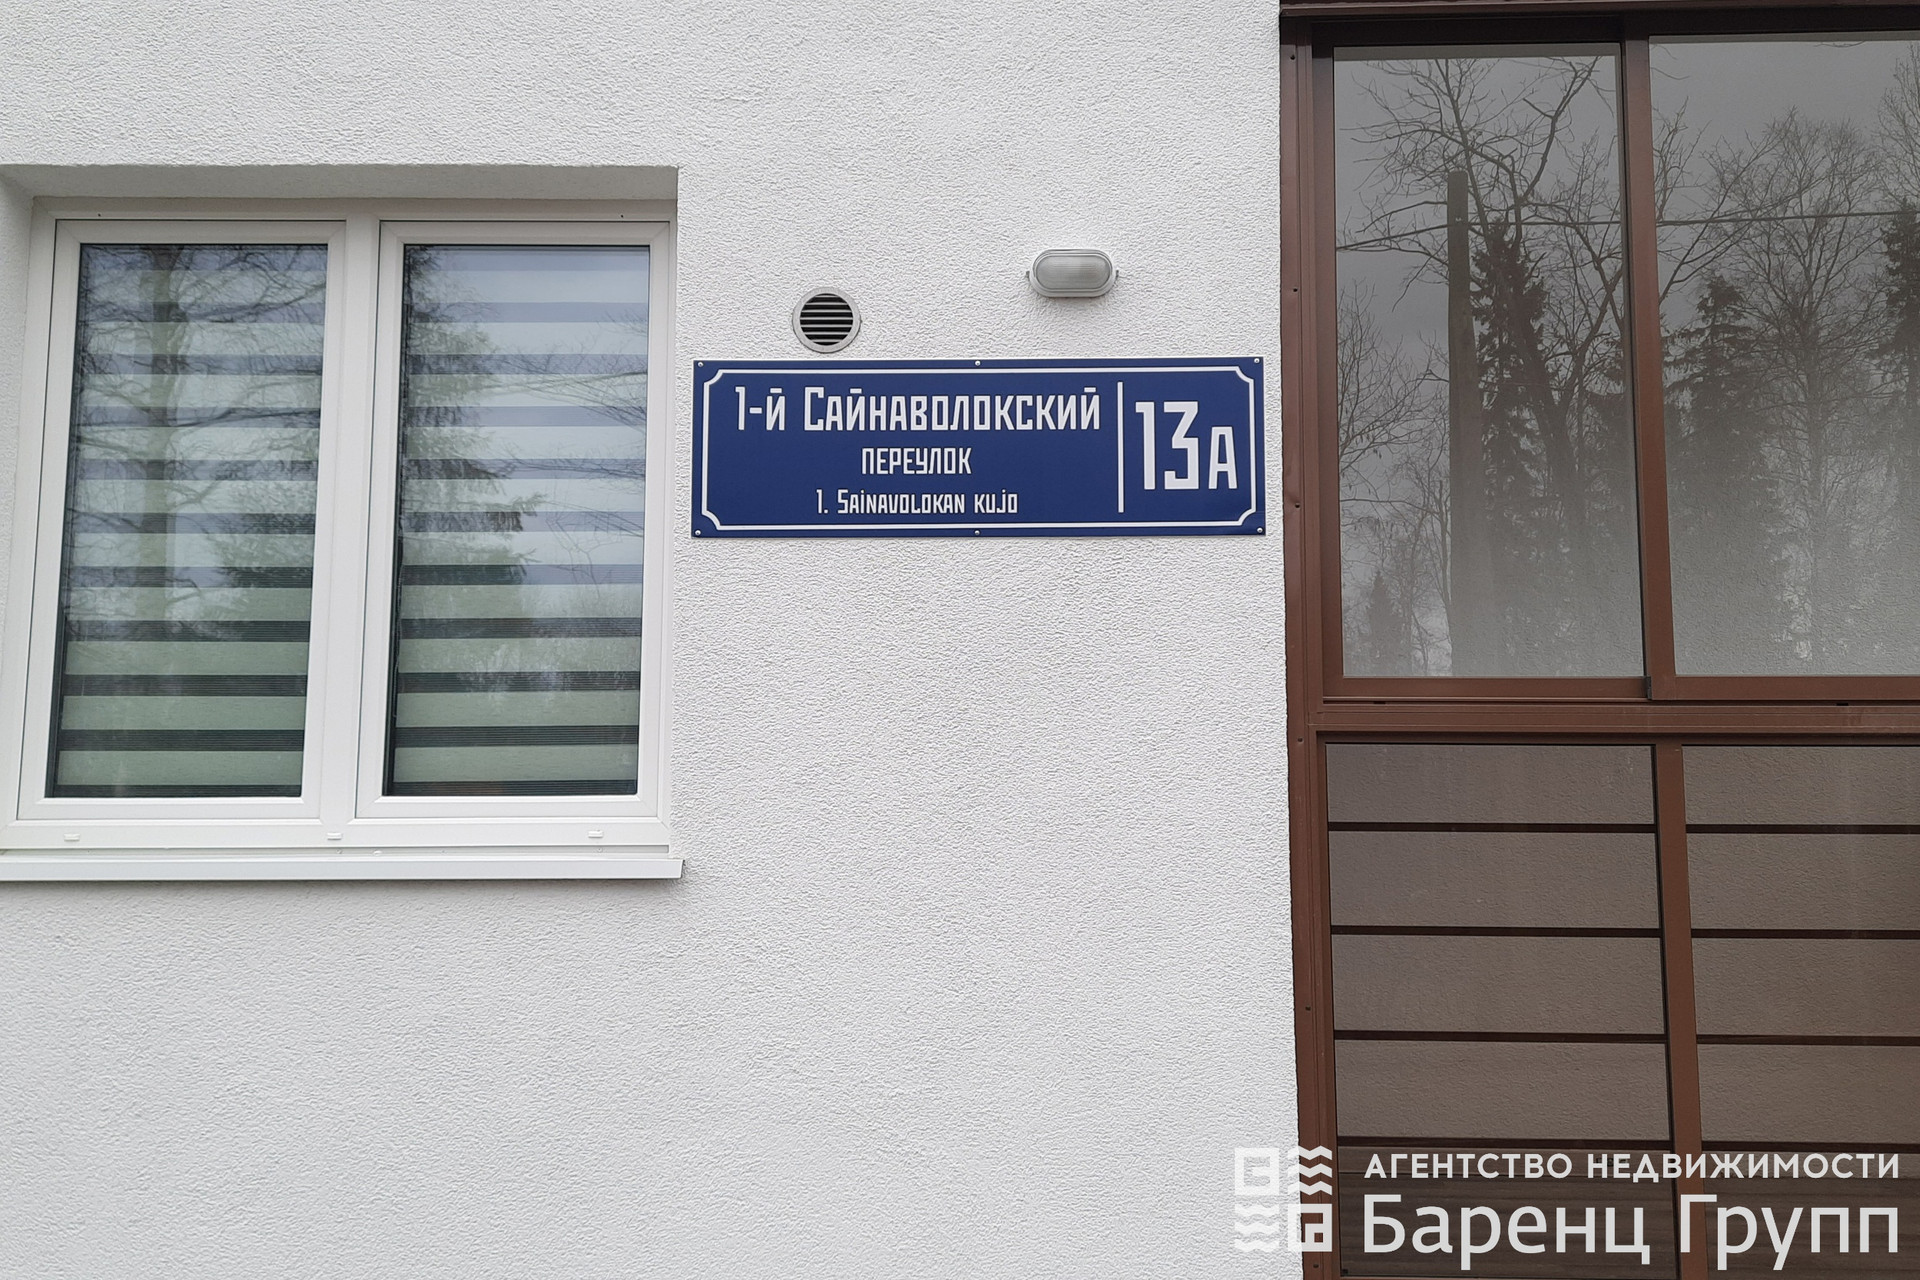 1-й Сайнаволокский
переулок
1. Sainavolokan kujo
13А
АГЕНТСТВО НЕДВИЖИМОСТИ
Баренц Групп